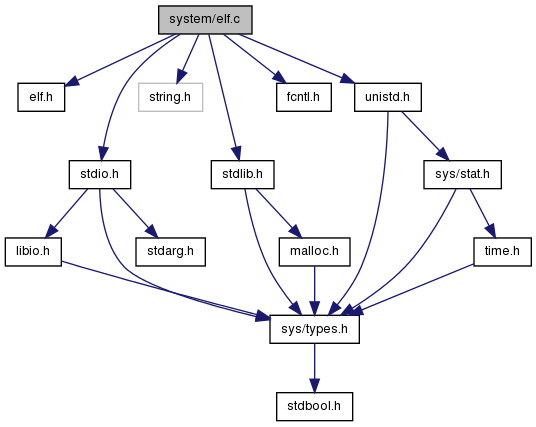 system/elf.c
elf.h
string.h
fcntl.h
unistd.h
stdio.h
stdlib.h
sys/stat.h
libio.h
stdarg.h
malloc.h
time.h
sys/types.h
stdbool.h